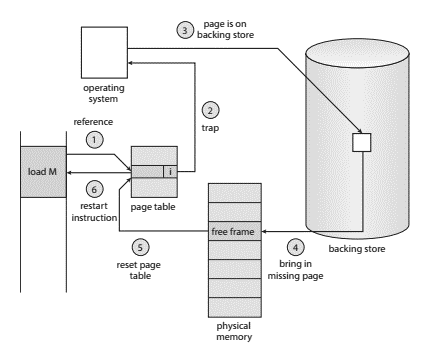 3
page is on
backing store
operating
system
2
trap
reference
1
load M
i
6
restart
instruction
page table
free frame
backing store
5
reset page
table
4
bring in
missing page
physical
memory